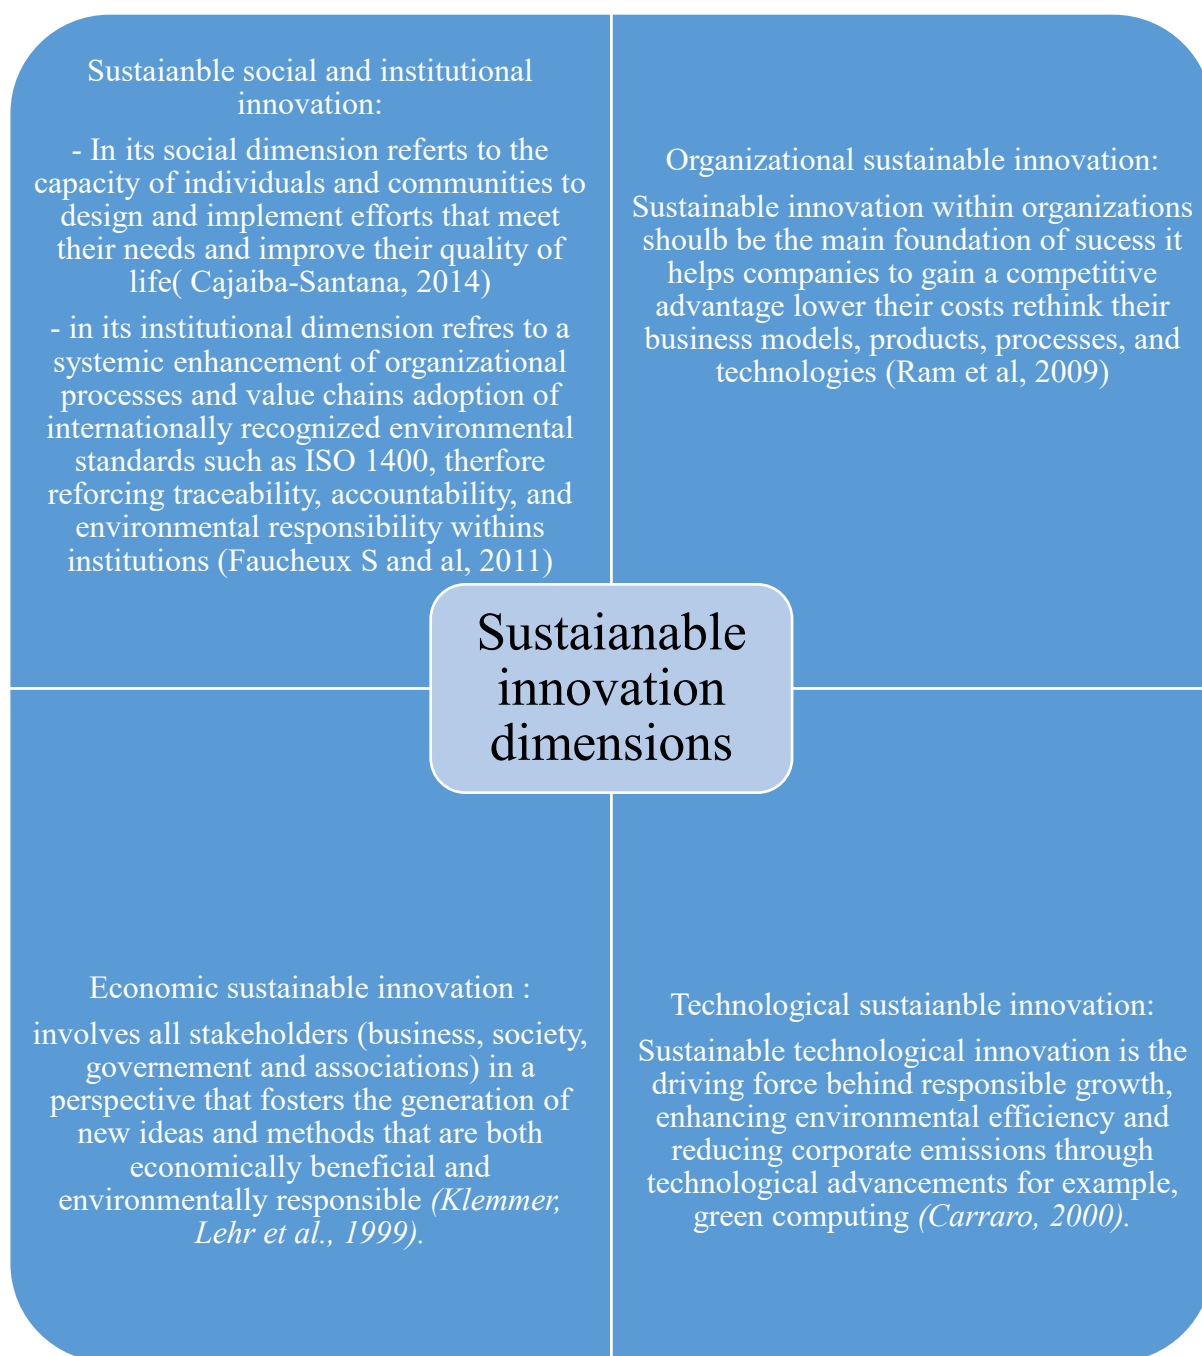 Sustaianble social and institutional
innovation:
- In its social dimension referts to the
capacity of individuals and communities to
design and implement efforts that meet
their needs and improve their quality of
life( Cajaiba-Santana, 2014)
- in its institutional dimension refres to a
systemic enhancement of organizational
processes and value chains adoption of
internationally recognized environmental
standards such as ISO 1400, therfore
reforcing traceability, accountability, and
environmental responsibility withins
institutions (Faucheux S and al, 2011)
Organizational sustainable innovation:
Sustainable innovation within organizations
shoulb be the main foundation of sucess it
helps companies to gain a competitive
advantage lower their costs rethink their
business models, products, processes, and
technologies (Ram et al, 2009)
Sustaianable
innovation
dimensions
Economic sustainable innovation :
involves all stakeholders (business, society,
governement and associations) in a
perspective that fosters the generation of
new ideas and methods that are both
economically beneficial and
environmentally responsible (Klemmer,
Lehr et al., 1999).
Technological sustaianble innovation:
Sustainable technological innovation is the
driving force behind responsible growth,
enhancing environmental efficiency and
reducing corporate emissions through
technological advancements for example,
green computing (Carraro, 2000).